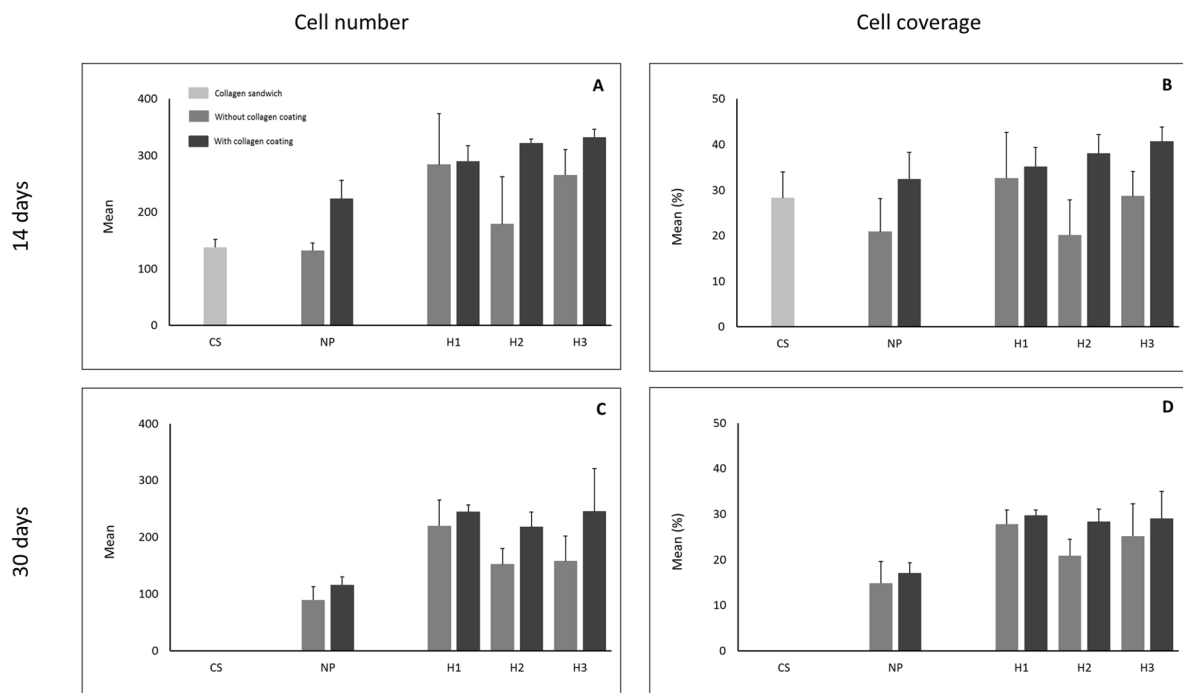 Cell number
Cell coverage
14 days
A
400
300
200
100
0
Mean
Collagen sandwich
Without collagen coating
With collagen coating
CS NP H1 H2 H3
B
50
40
30
20
10
0
Mean (%)
CS NP H1 H2 H3
30 days
C
400
300
200
100
0
Mean
CS NP H1 H2 H3
D
50
40
30
20
10
0
Mean (%)
CS NP H1 H2 H3